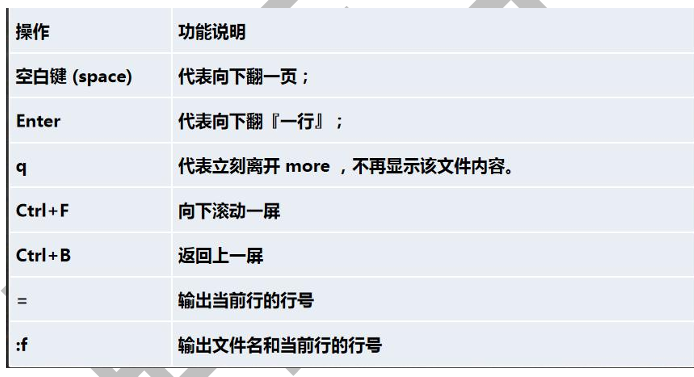 操作 功能说明
空白键 (space) 代表向下翻一页；
Enter 代表向下翻『一行』；
q 代表立刻离开 more ，不再显示该文件内容。
Ctrl+F 向下滚动一屏
Ctrl+B 返回上一屏
= 输出当前行的行号
:f 输出文件名和当前行的行号